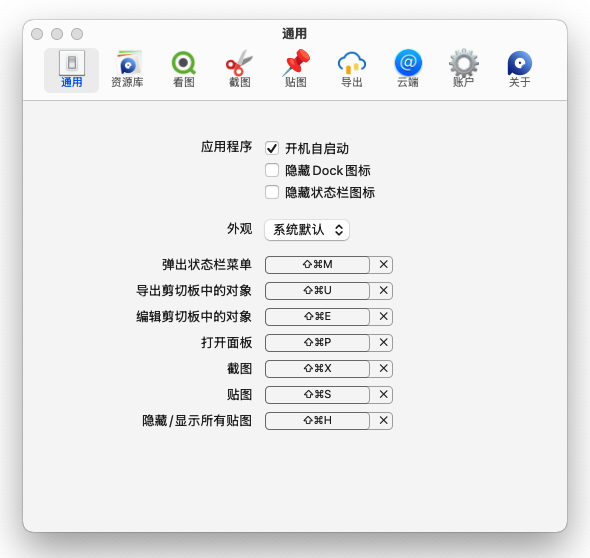 通用
通用 资源库 看图 截图 贴图 导出 云端 账户 关于
应用程序 开机自启动
隐藏 Dock 图标
隐藏状态栏图标
外观 系统默认
弹出状态栏菜单 ⇧⌘M ×
导出剪切板中的对象 ⇧⌘U ×
编辑剪切板中的对象 ⇧⌘E ×
打开面板 ⇧⌘P ×
截图 ⇧⌘X ×
贴图 ⇧⌘S ×
隐藏/显示所有贴图 ⇧⌘H ×